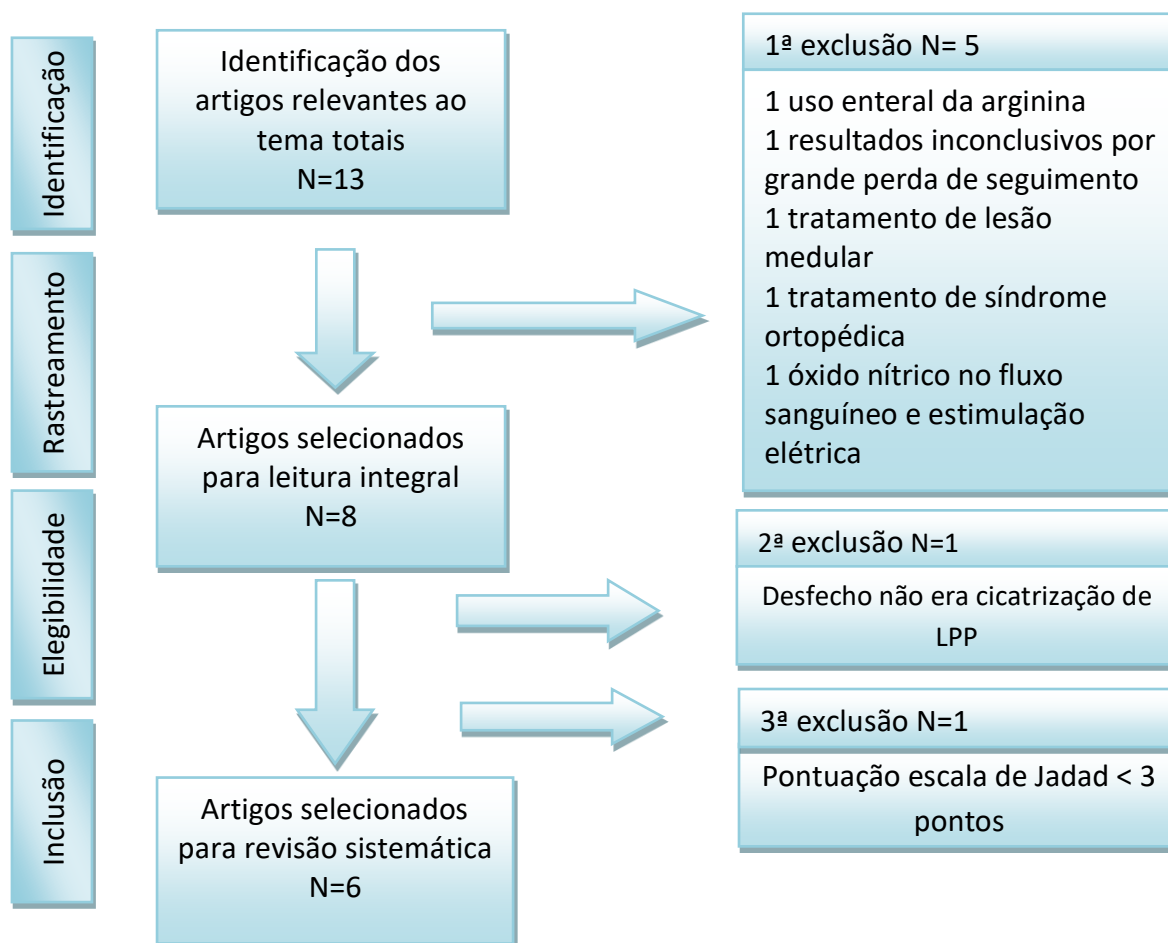 Identificação
Identificação dos
artigos relevantes ao
tema totais
N=13
1ª exclusão N= 5
1 uso enteral da arginina
1 resultados inconclusivos por
grande perda de seguimento
1 tratamento de lesão
medular
1 tratamento de síndrome
ortopédica
1 óxido nítrico no fluxo
sanguíneo e estimulação
elétrica
Rastreamento
Artigos selecionados
para leitura integral
N=8
Elegibilidade
2ª exclusão N=1
Desfecho não era cicatrização de
LPP
Inclusão
3ª exclusão N=1
Pontuação escala de Jadad < 3
pontos
Artigos selecionados
para revisão sistemática
N=6